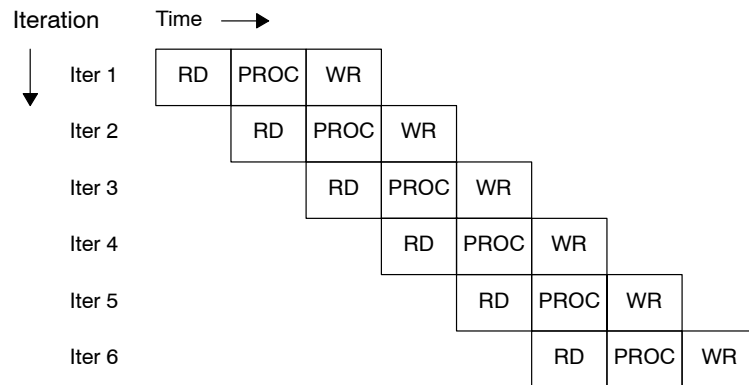 Iteration Time
Iter 1 RD PROC WR
Iter 2 RD PROC WR
Iter 3 RD PROC WR
Iter 4 RD PROC WR
Iter 5 RD PROC WR
Iter 6 RD PROC WR